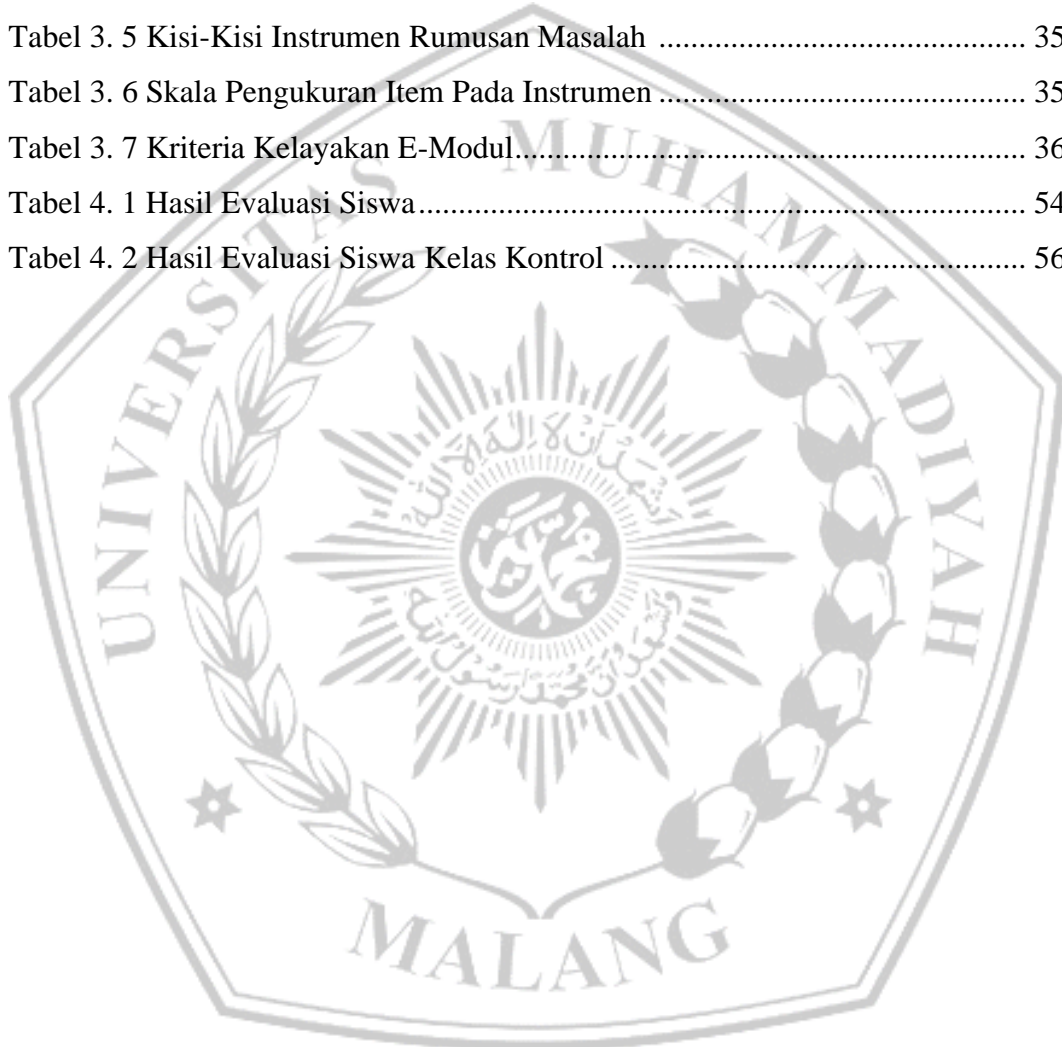 Tabel 3. 5 Kisi-Kisi Instrumen Rumusan Masalah ........................................ 35
Tabel 3. 6 Skala Pengukuran Item Pada Instrumen ........................................ 35
Tabel 3. 7 Kriteria Kelayakan E-Modul........................................................ 36
Tabel 4. 1 Hasil Evaluasi Siswa.................................................................. 54
Tabel 4. 2 Hasil Evaluasi Siswa Kelas Kontrol ............................................. 56
UNIVERSITAS MUHAMMADIYAH
MALANG